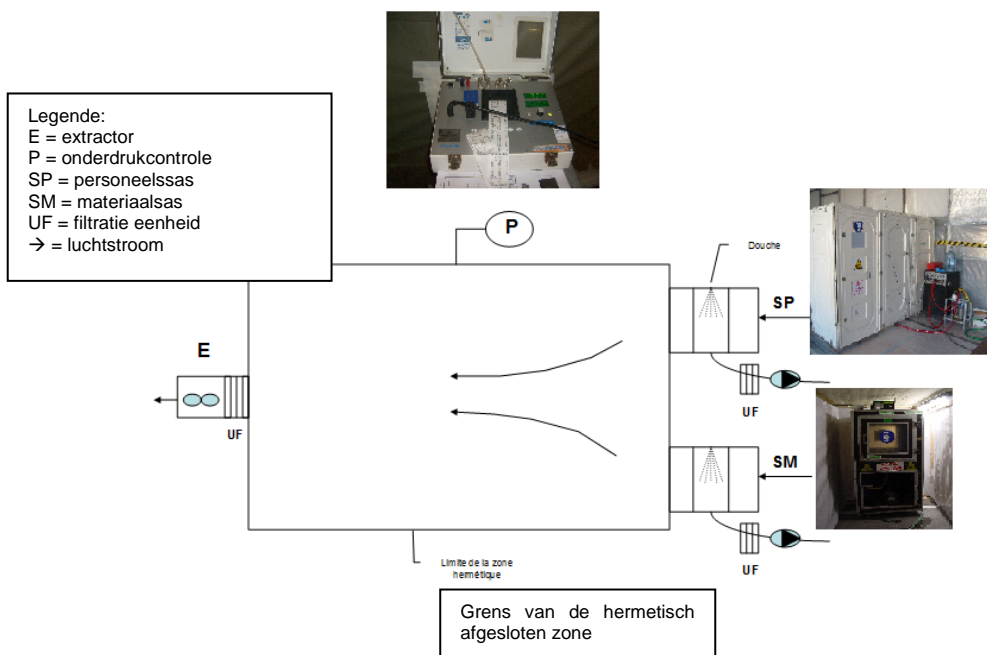 Legende:
E = extractor
P = onderdrukcontrole
SP = personeelssas
SM = materiaalsas
UF = filtratie eenheid
→ = luchtstroom
P
Douche
SP
UF
E
UF
SM
UF
Limite de la zone
hermétique
Grens van de hermetisch
afgesloten zone